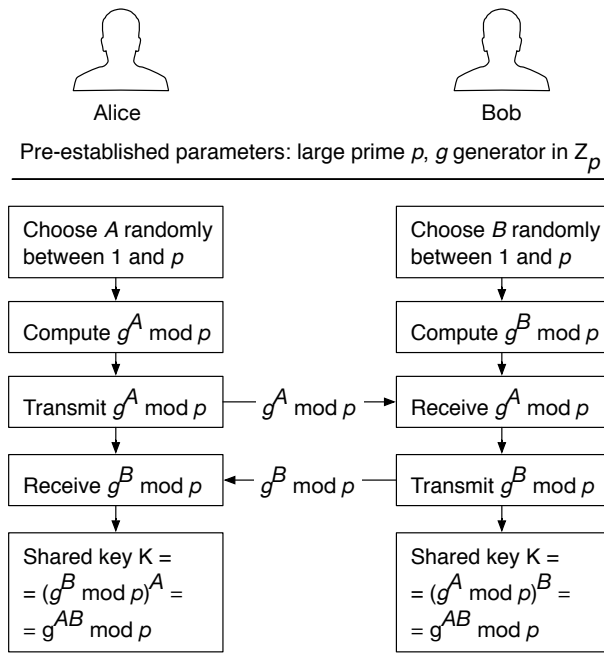 Alice
Bob
Pre-established parameters: large prime p, g generator in Z_p
Choose A randomly
between 1 and p
Choose B randomly
between 1 and p
Compute g^A mod p
Compute g^B mod p
Transmit g^A mod p
g^A mod p
Receive g^A mod p
Receive g^B mod p
g^B mod p
Transmit g^B mod p
Shared key K =
= (g^B mod p)^A =
= g^AB mod p
Shared key K =
= (g^A mod p)^B =
= g^AB mod p